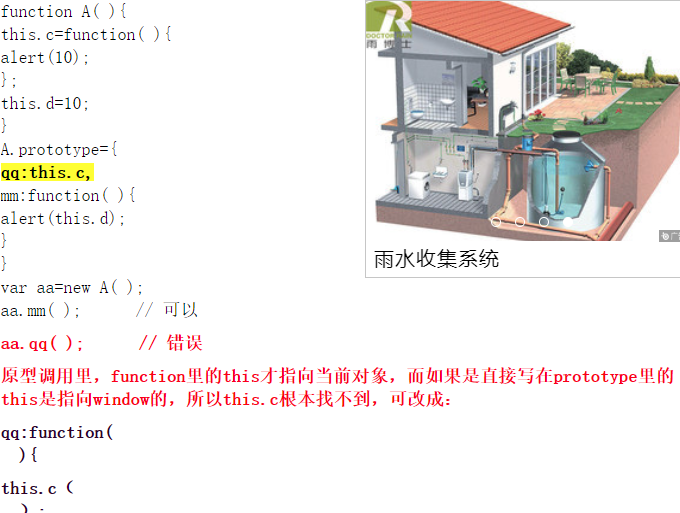 function A( ){
this.c=function( ){
alert(10);
};
this.d=10;
}
A.prototype={
qq:this.c,
mm:function( ){
alert(this.d);
}
}
var aa=new A( );
aa.mm( );      // 可以
aa.qq( );      // 错误
原型调用里，function里的this才指向当前对象，而如果是直接写在prototype里的
this是指向window的，所以this.c根本找不到，可改成：
qq:function(
){
this.c (
) ;
R
雨博士
雨水收集系统